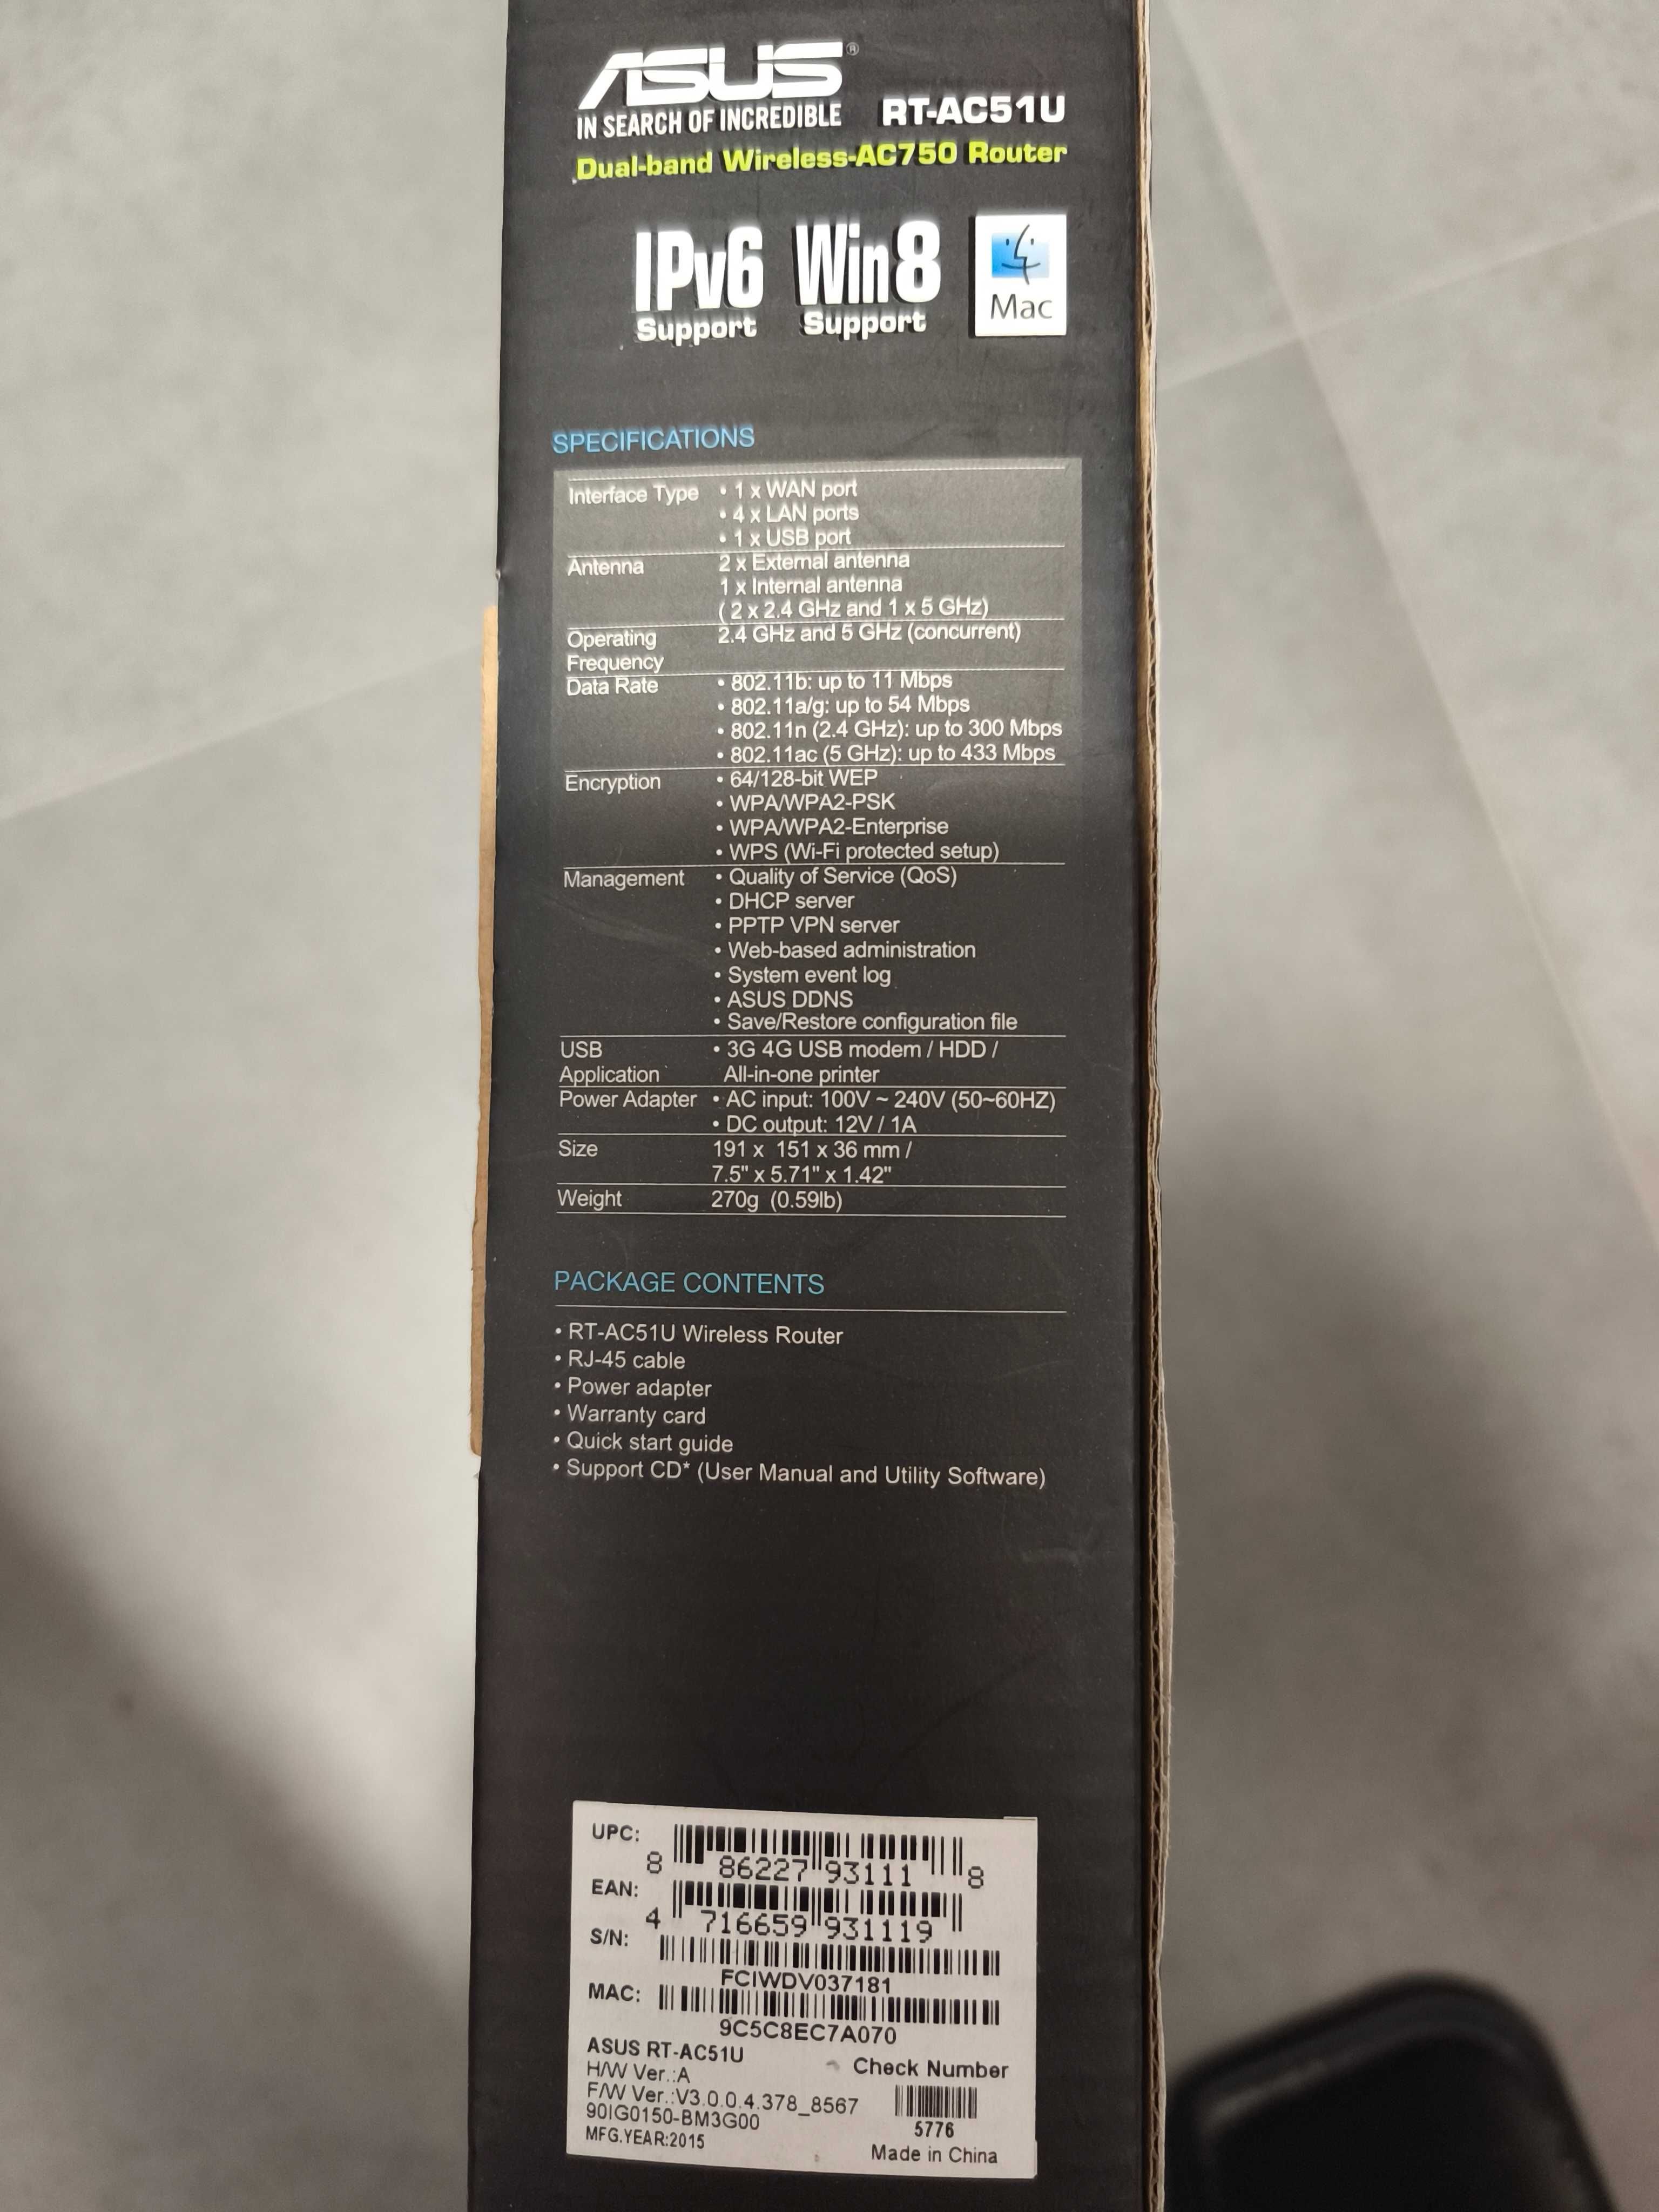 ASUS®
IN SEARCH OF INCREDIBLE RT-AC51U
Dual-band Wireless-AC750 Router
IPv6 Win8
Support Support Mac
SPECIFICATIONS
Interface Type • 1 x WAN port
• 4 x LAN ports
• 1 x USB port
Antenna 2 x External antenna
1 x Internal antenna
( 2 x 2.4 GHz and 1 x 5 GHz)
Operating 2.4 GHz and 5 GHz (concurrent)
Frequency
Data Rate • 802.11b: up to 11 Mbps
• 802.11a/g: up to 54 Mbps
• 802.11n (2.4 GHz): up to 300 Mbps
• 802.11ac (5 GHz): up to 433 Mbps
Encryption • 64/128-bit WEP
• WPA/WPA2-PSK
• WPA/WPA2-Enterprise
• WPS (Wi-Fi protected setup)
Management • Quality of Service (QoS)
• DHCP server
• PPTP VPN server
• Web-based administration
• System event log
• ASUS DDNS
• Save/Restore configuration file
USB • 3G 4G USB modem / HDD /
Application All-in-one printer
Power Adapter • AC input: 100V ~ 240V (50~60HZ)
• DC output: 12V / 1A
Size 191 x 151 x 36 mm /
7.5" x 5.71" x 1.42"
Weight 270g (0.59lb)
PACKAGE CONTENTS
• RT-AC51U Wireless Router
• RJ-45 cable
• Power adapter
• Warranty card
• Quick start guide
• Support CD* (User Manual and Utility Software)
UPC:
8 86227 93111 8
EAN:
4 716659 931119
S/N:
FCIWDV037181
MAC:
9C5C8EC7A070
ASUS RT-AC51U
H/W Ver.:A Check Number
F/W Ver.:V3.0.0.4.378_8567
90IG0150-BM3G00 5776
MFG.YEAR:2015 Made in China